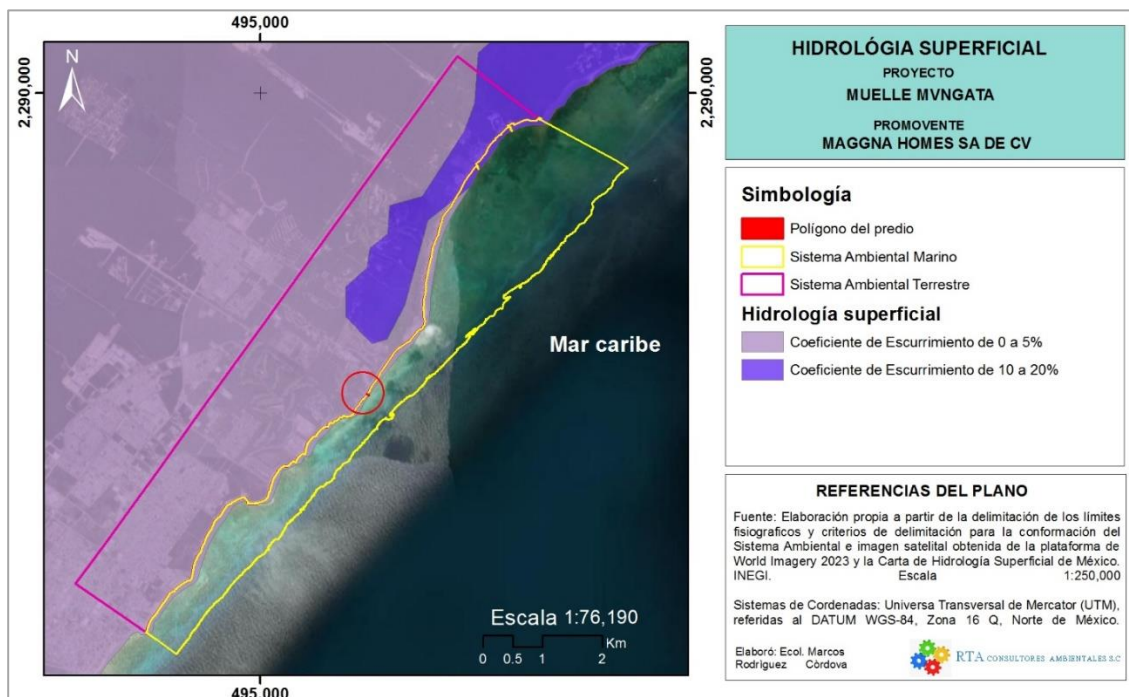 495,000
N
2,290,000
2,290,000
Mar caribe
Escala 1:76,190
Km
0 0.5 1 2
495,000
HIDROLÓGIA SUPERFICIAL
PROYECTO
MUELLE MVNGATA
PROMOVENTE
MAGGNA HOMES SA DE CV
Simbología
Polígono del predio
Sistema Ambiental Marino
Sistema Ambiental Terrestre
Hidrología superficial
Coeficiente de Escurrimiento de 0 a 5%
Coeficiente de Escurrimiento de 10 a 20%
REFERENCIAS DEL PLANO
Fuente: Elaboración propia a partir de la delimitación de los límites
fisiograficos y criterios de delimitación para la conformación del
Sistema Ambiental e imagen satelital obtenida de la plataforma de
World Imagery 2023 y la Carta de Hidrología Superficial de México.
INEGI. Escala 1:250,000
Sistemas de Cordenadas: Universa Transversal de Mercator (UTM),
referidas al DATUM WGS-84, Zona 16 Q, Norte de México.
Elaboró: Ecol. Marcos
Rodriguez Còrdova
RTA CONSULTORES AMBIENTALES S.C